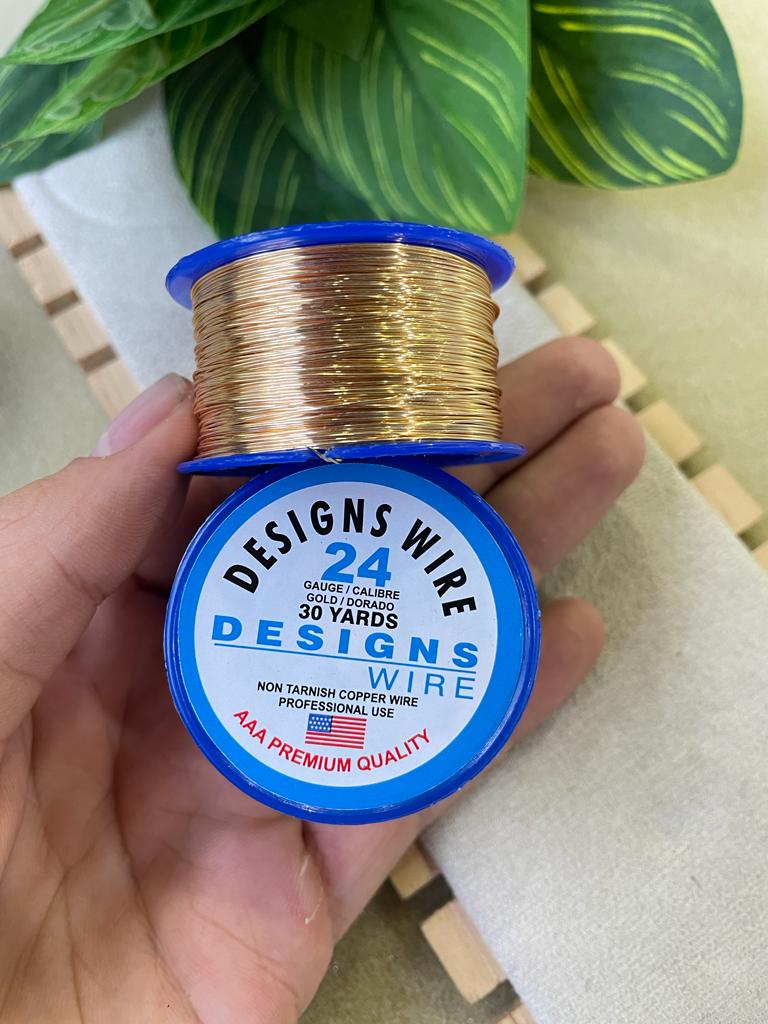 DESIGNS WIRE
24
GAUGE / CALIBRE
GOLD / DORADO
30 YARDS
DESIGNS
WIRE
NON TARNISH COPPER WIRE
PROFESSIONAL USE
AAA PREMIUM QUALITY